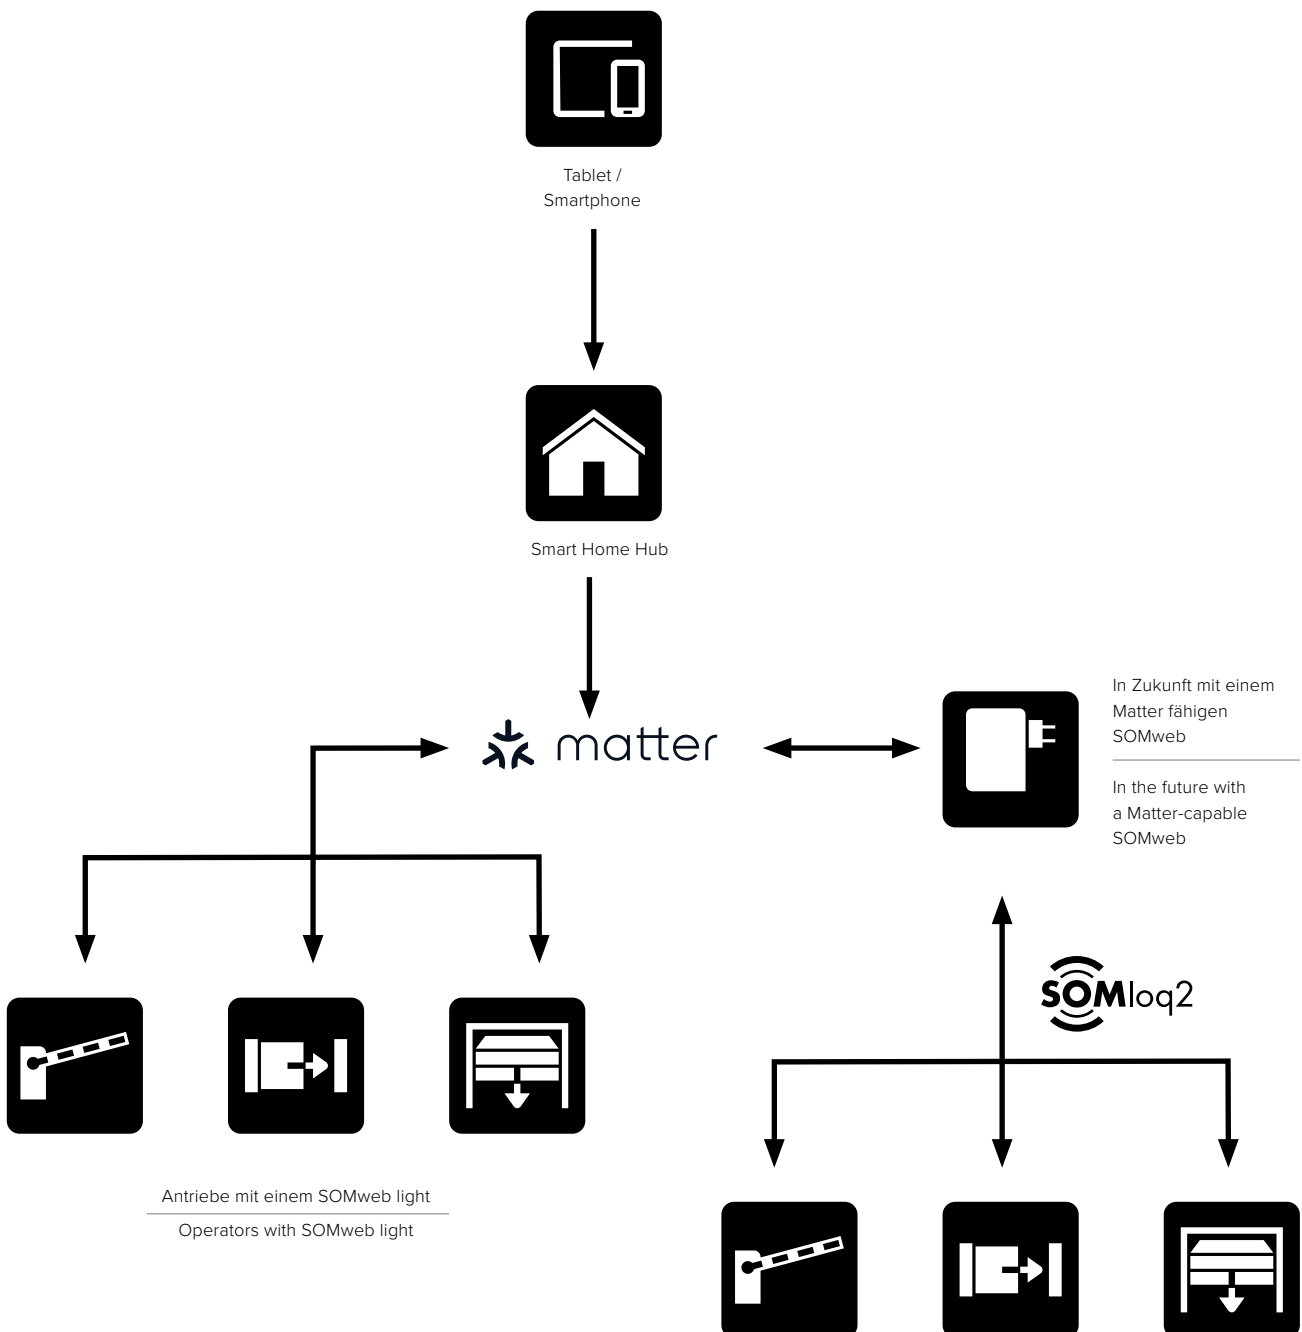 Tablet /
Smartphone
Smart Home Hub
matter
In Zukunft mit einem
Matter fähigen
SOMweb
In the future with
a Matter-capable
SOMweb
SOMloq2
Antriebe mit einem SOMweb light
Operators with SOMweb light